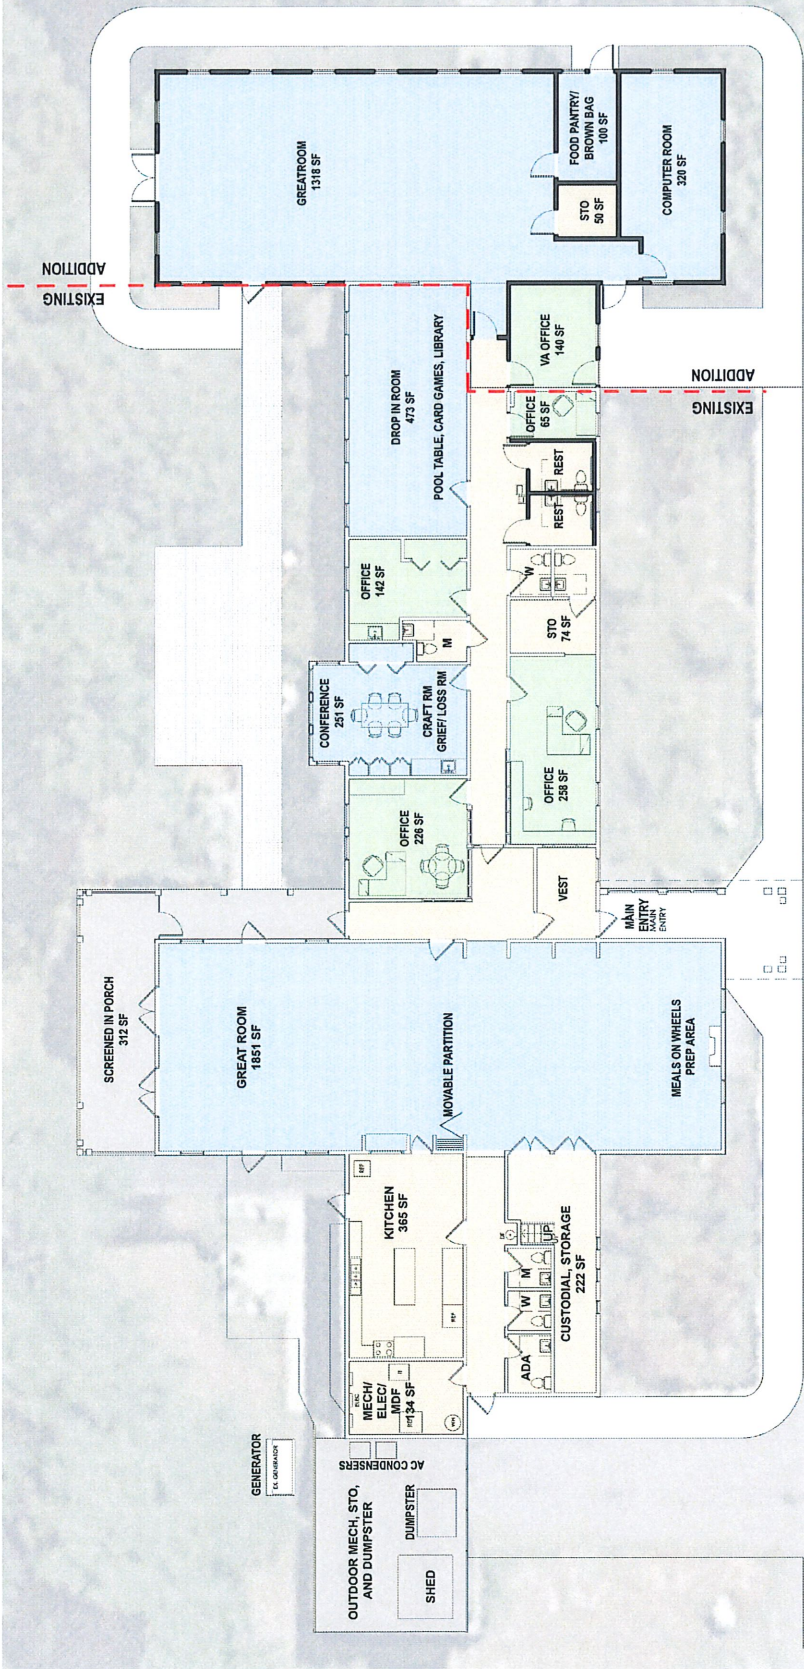 EXISTING
ADDITION
GREATROOM
1318 SF
FOOD PANTRY/
BROWN BAG
100 SF
STO
50 SF
COMPUTER ROOM
320 SF
DROP IN ROOM
473 SF
POOL TABLE, CARD GAMES, LIBRARY
VA OFFICE
140 SF
OFFICE
65 SF
EXISTING
ADDITION
REST
REST
OFFICE
142 SF
W
M
STO
74 SF
CONFERENCE
251 SF
CRAFT RM
GRIEF/ LOSS RM
OFFICE
258 SF
OFFICE
226 SF
VEST
MAIN
ENTRY
MAIN
ENTRY
SCREENED IN PORCH
312 SF
GREAT ROOM
1851 SF
MOVABLE PARTITION
MEALS ON WHEELS
PREP AREA
REF
KITCHEN
365 SF
REF
UP
M
W
ADA
CUSTODIAL, STORAGE
222 SF
MECH/
ELEC/
MDF
134 SF
ELEC
WH
GENERATOR
EX. GENERATOR
AC CONDENSERS
OUTDOOR MECH, STO,
AND DUMPSTER
DUMPSTER
SHED